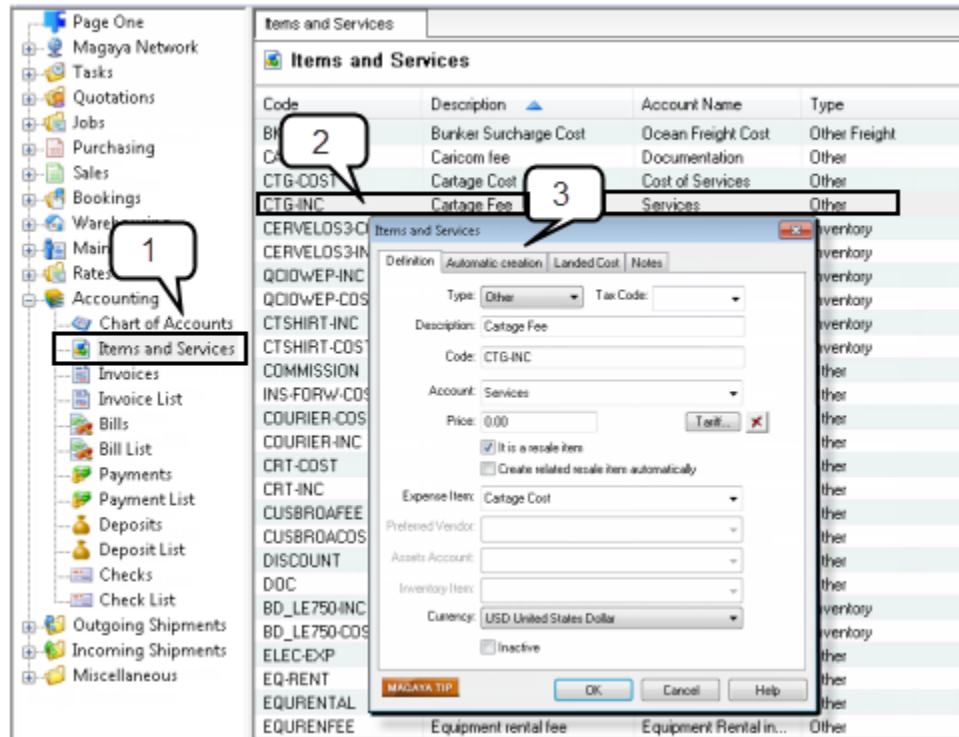 Page One
Magaya Network
Tasks
Quotations
Jobs
Purchasing
Sales
Bookings
Rates
Accounting
Chart of Accounts
Items and Services
Invoices
Invoice List
Bills
Bill List
Payments
Payment List
Deposits
Deposit List
Checks
Check List
Outgoing Shipments
Incoming Shipments
Miscellaneous
1
Items and Services
Items and Services
Code Description Account Name Type
Bunker Surcharge Cost Ocean Freight Cost Other Freight
Caricom fee Documentation Other
CTG-COST Cartage Cost Cost of Services Other
CTG-INC Cartage Fee Services Other
2
3
QCIOWEP-INC
CTSHIRT-INC
CTSHIRT-COST
COMMISSION
COURIER-INC
CRT-COST
CRT-INC
CUSBROAFEE
DISCOUNT
DOC
BD_LE750-INC
ELEC-EXP
EQ-RENT
EQURENTAL
EQURENFEE Equipment rental fee Equipment Rental in... Other
Items and Services
Definition Automatic creation Landed Cost Notes
Type: Other Tax Code:
Description: Cartage Fee
Code: CTG-INC
Account: Services
Price: 0.00 Tariff...
It is a resale item
Create related resale item automatically
Expense Item: Cartage Cost
Preferred Vendor:
Assets Account:
Inventory Item:
Currency: USD United States Dollar
Inactive
MAGAYA TIP OK Cancel Help